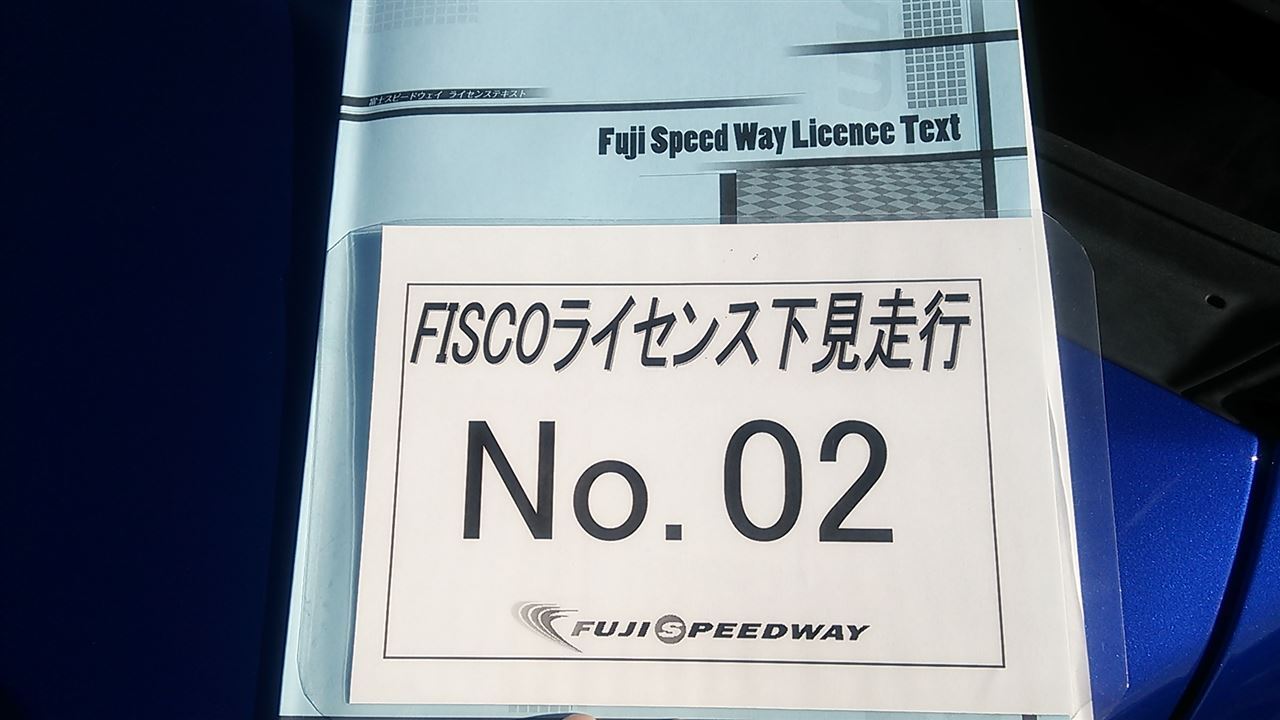 富士スピードウェイ ライセンステキスト
Fuji Speed Way Licence Text
FISCOライセンス下見走行
No. 02
FUJI SPEEDWAY